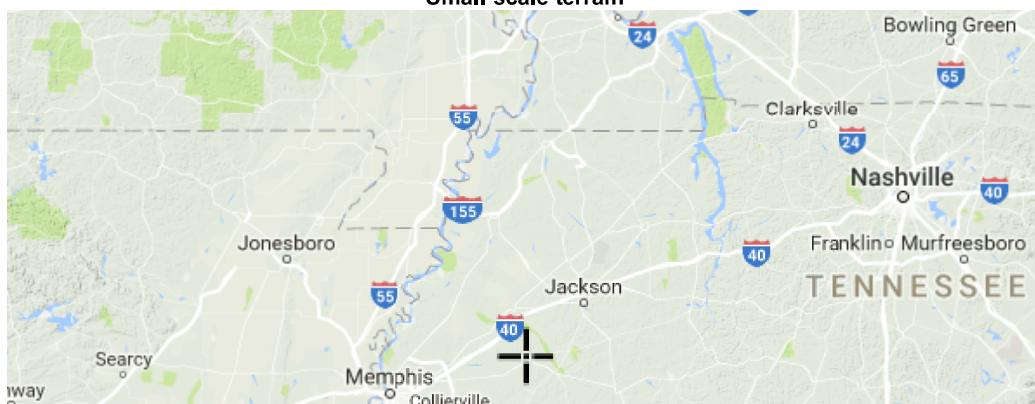 Small scale terrain
24
Bowling Green
65
55
Clarksville
24
Nashville
40
155
Jonesboro
Franklin
Murfreesboro
40
TENNESSEE
55
Jackson
40
Searcy
Memphis
nway
Collierville